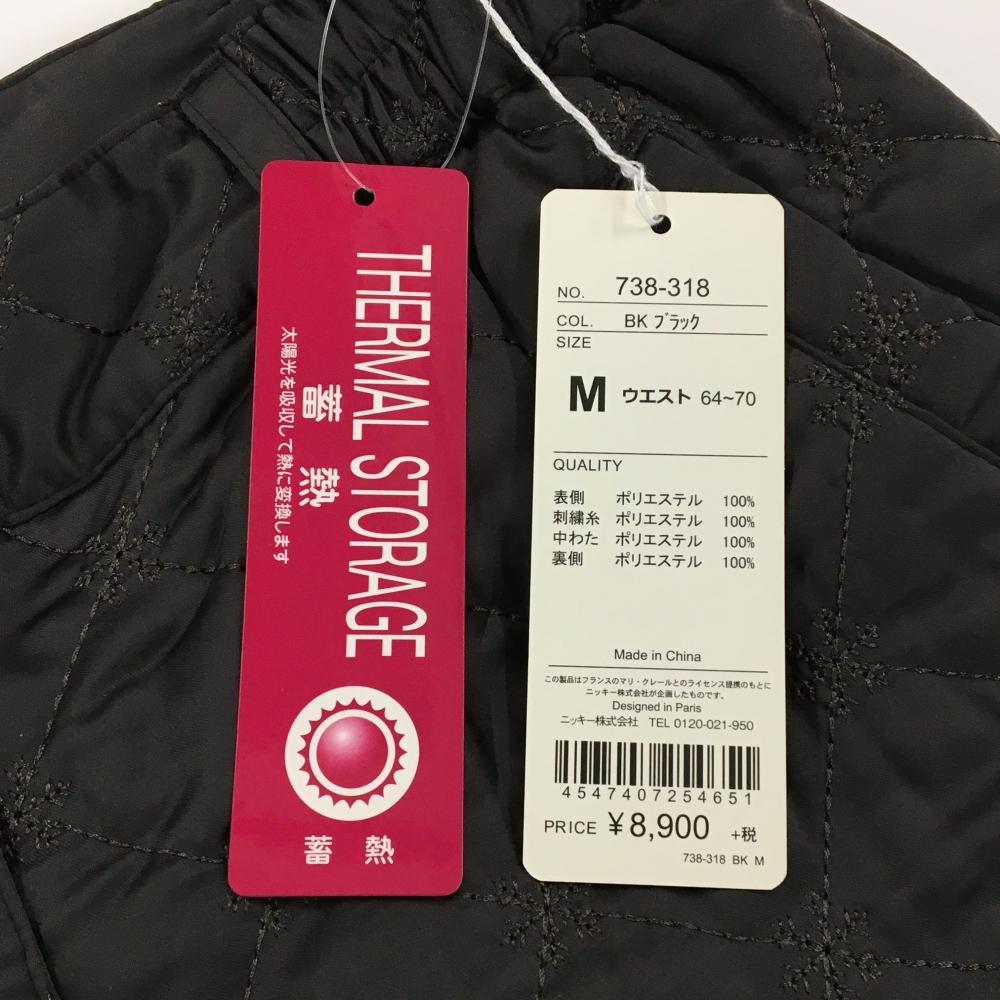 THERMAL STORAGE
蓄熱
太陽光を吸収して熱に変換します
蓄熱
NO. 738-318
COL. BK ブラック
SIZE
M ウエスト 64~70
QUALITY
表側 ポリエステル 100%
刺繍糸 ポリエステル 100%
中わた ポリエステル 100%
裏側 ポリエステル 100%
Made in China
この製品はフランスのマリ・クレールとのライセンス提携のもとに
ニッキー株式会社が企画したものです。
Designed in Paris
ニッキー株式会社 TEL 0120-021-950
4547407254651
PRICE ¥8,900 +税
738-318 BK M